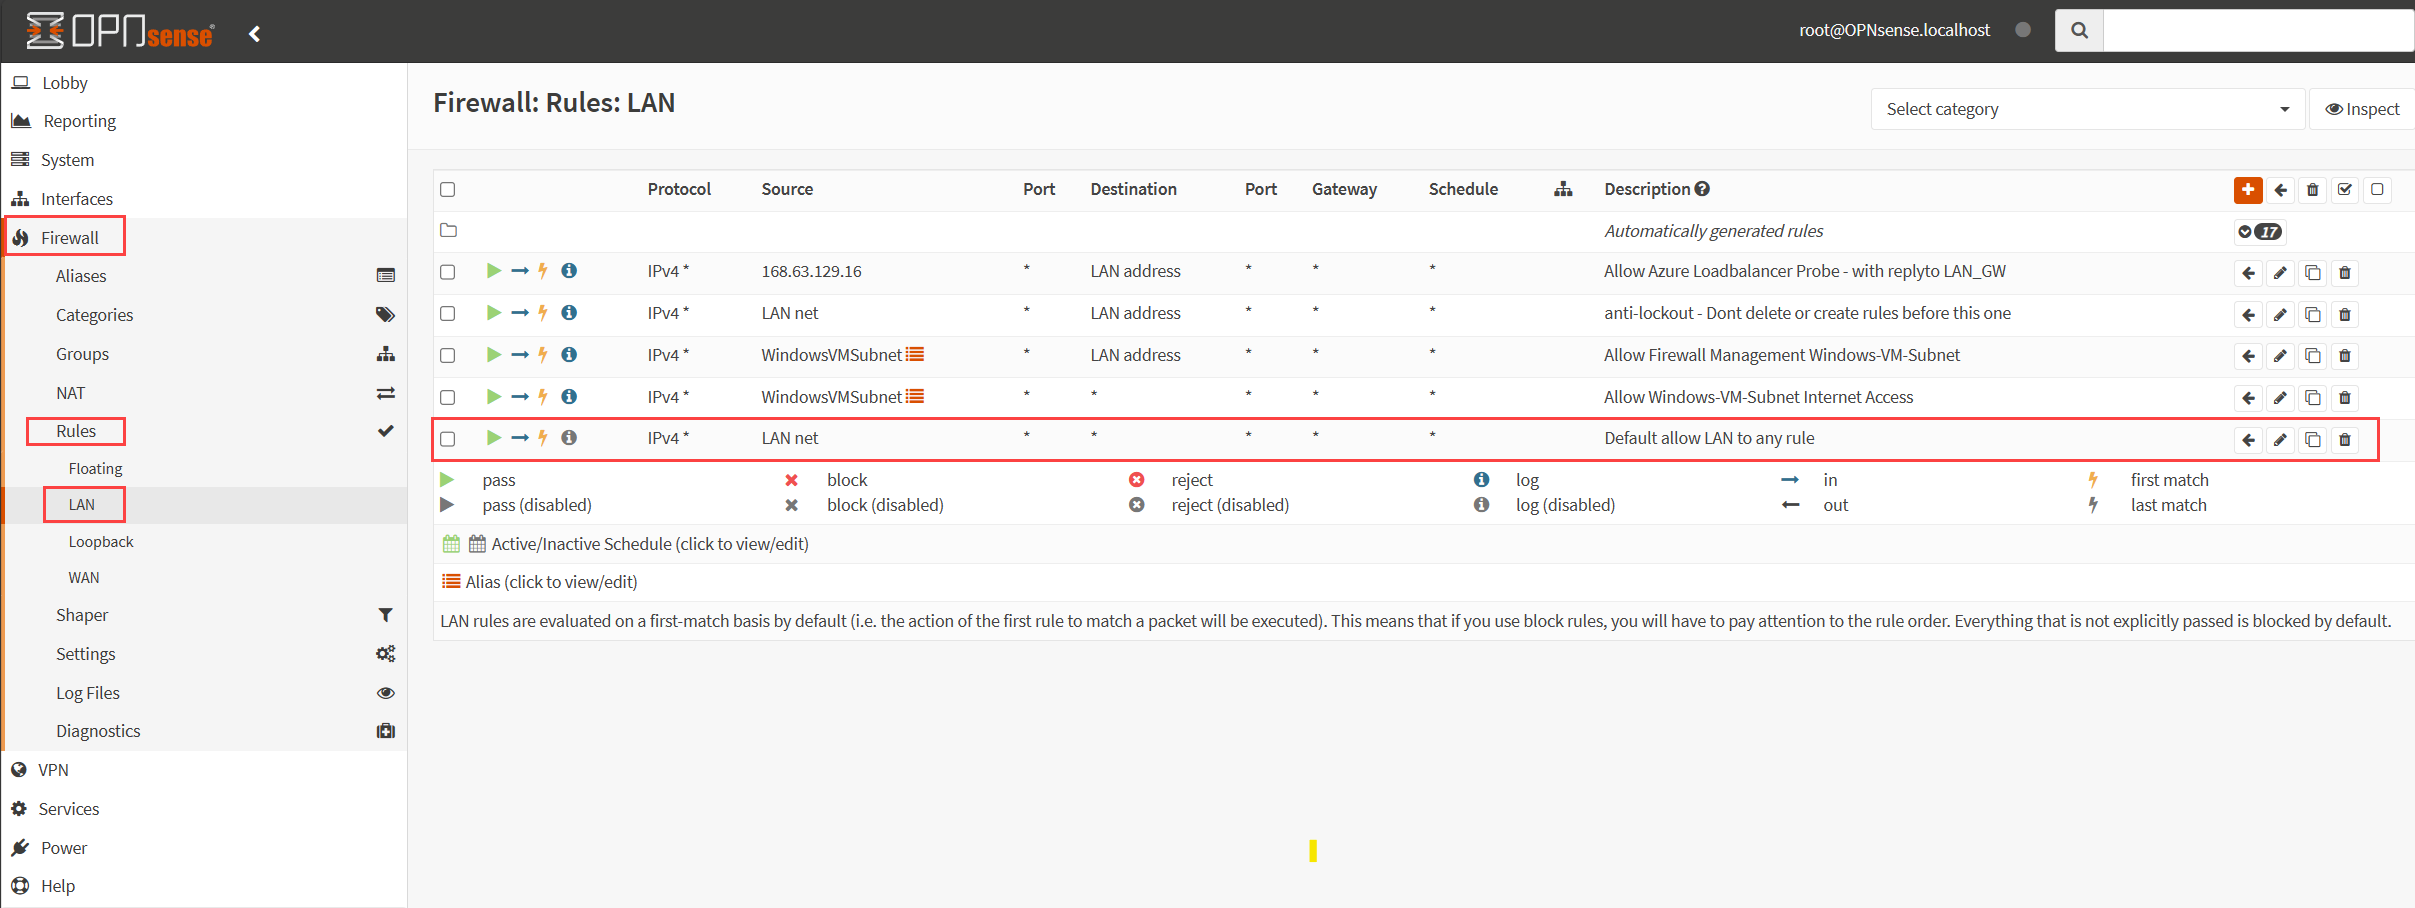 OPNsense®
root@OPNsense.localhost
Lobby
Reporting
System
Interfaces
Firewall
Aliases
Categories
Groups
NAT
Rules
Floating
LAN
Loopback
WAN
Shaper
Settings
Log Files
Diagnostics
VPN
Services
Power
Help
Firewall: Rules: LAN
Select category
Inspect
Protocol Source Port Destination Port Gateway Schedule Description
Automatically generated rules 17
IPv4 * 168.63.129.16 * LAN address * * * Allow Azure Loadbalancer Probe - with replyto LAN_GW
IPv4 * LAN net * LAN address * * * anti-lockout - Dont delete or create rules before this one
IPv4 * WindowsVMSubnet * LAN address * * * Allow Firewall Management Windows-VM-Subnet
IPv4 * WindowsVMSubnet * * * * * Allow Windows-VM-Subnet Internet Access
IPv4 * LAN net * * * * * Default allow LAN to any rule
pass block reject log in first match
pass (disabled) block (disabled) reject (disabled) log (disabled) out last match
Active/Inactive Schedule (click to view/edit)
Alias (click to view/edit)
LAN rules are evaluated on a first-match basis by default (i.e. the action of the first rule to match a packet will be executed). This means that if you use block rules, you will have to pay attention to the rule order. Everything that is not explicitly passed is blocked by default.